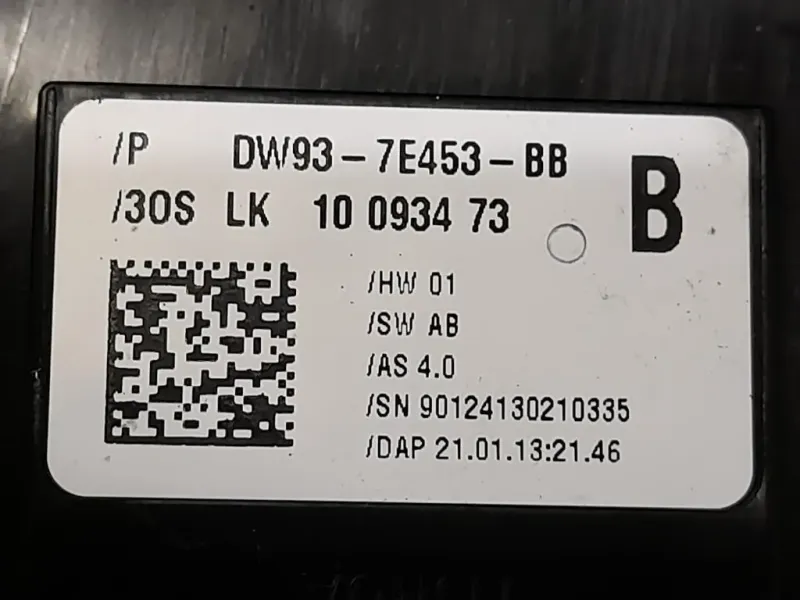 /P DW93-7E453-BB
/30S LK 10 0934 73
B
/HW 01
/SW AB
/AS 4.0
/SN 90124130210335
/DAP 21.01.13:21.46